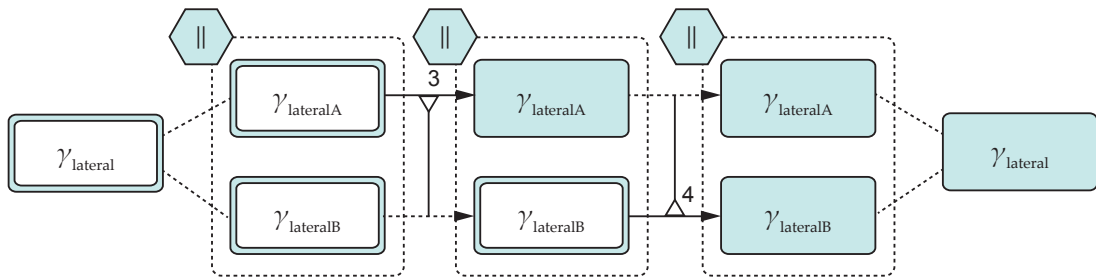 || || ||
3
γlateralA γlateralA γlateralA
γlateral γlateral
4
γlateralB γlateralB γlateralB